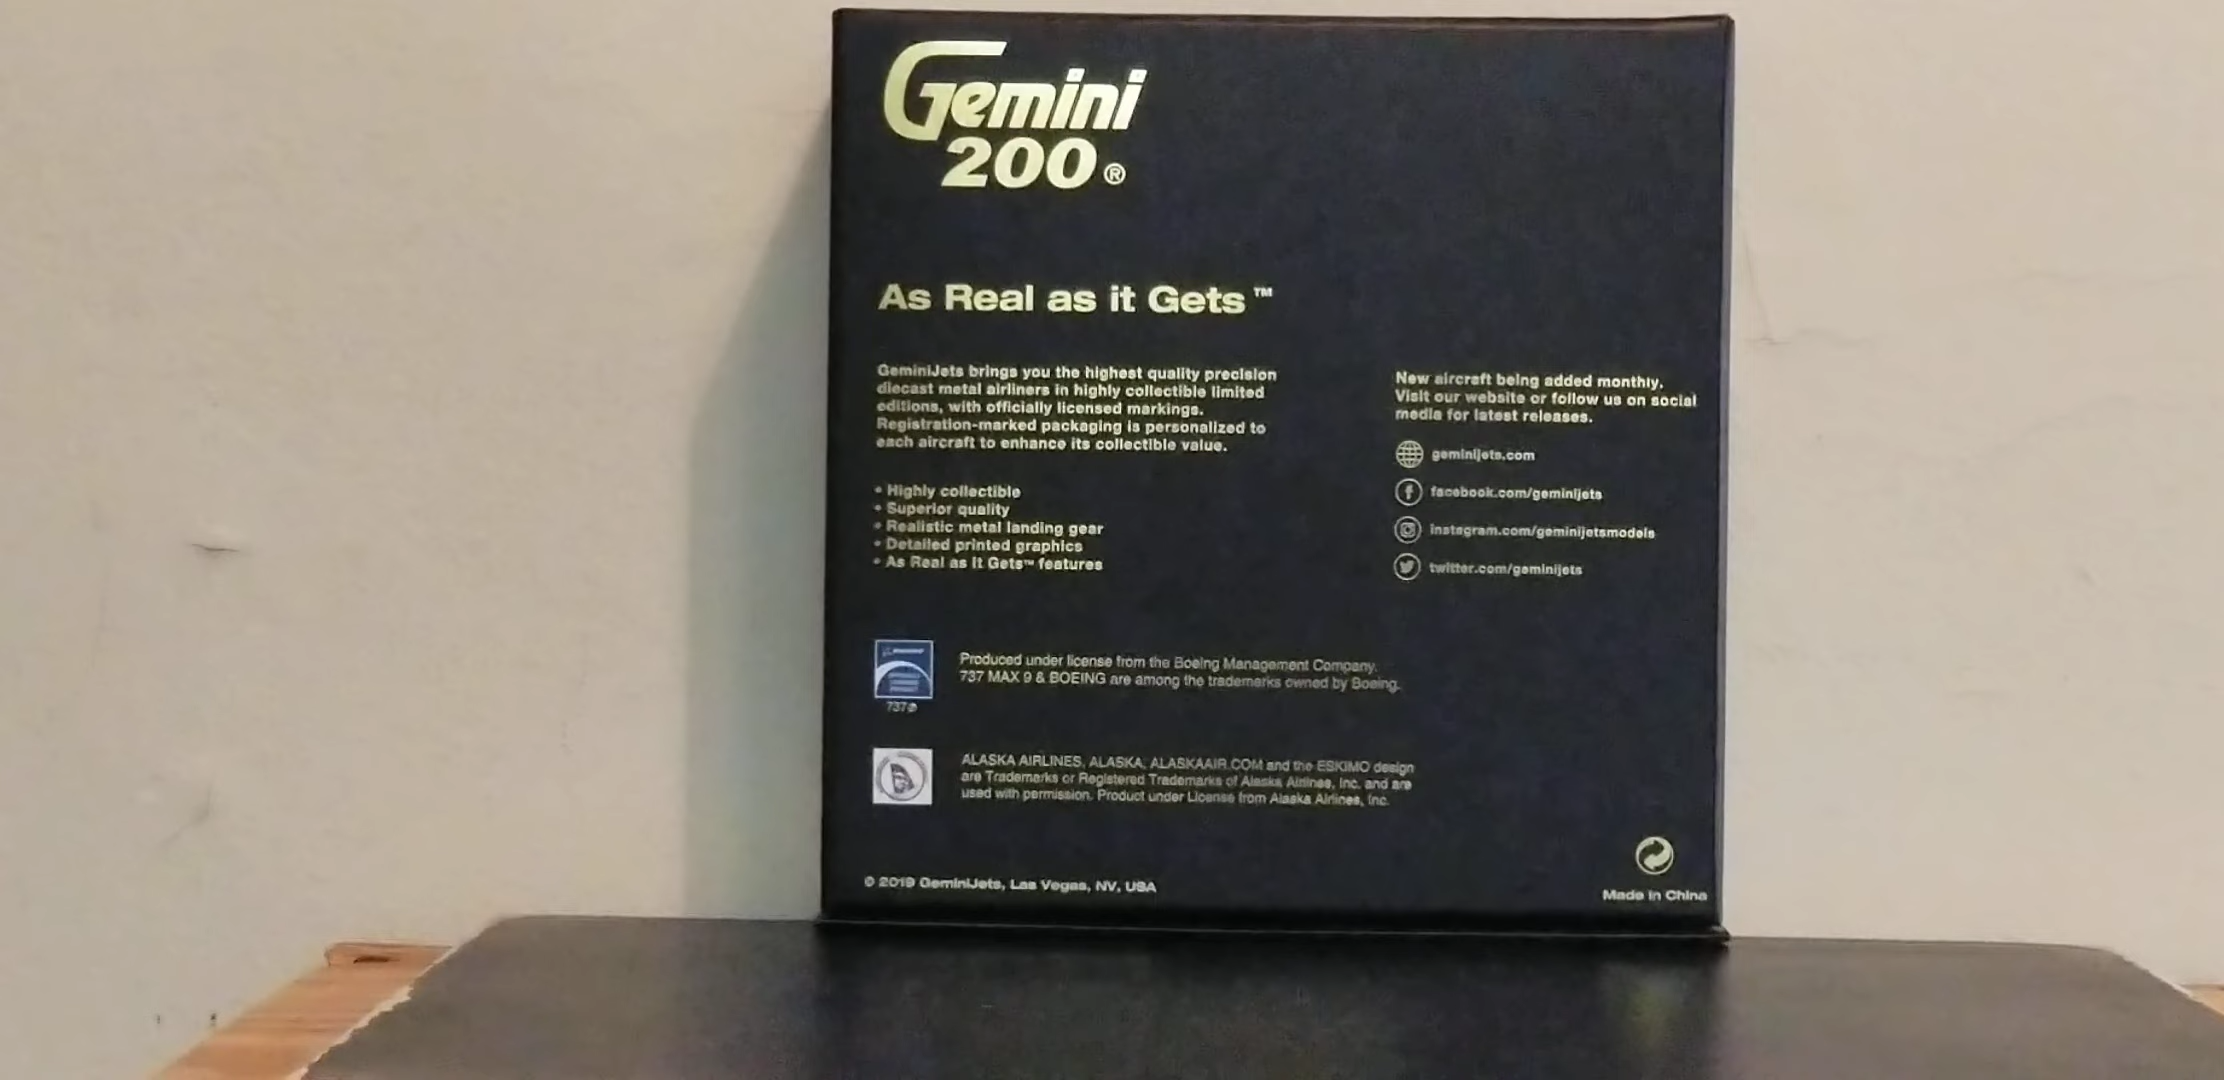 Gemini
200®
As Real as it Gets™
GeminiJets brings you the highest quality precision
diecast metal airliners in highly collectible limited
editions, with officially licensed markings.
Registration-marked packaging is personalized to
each aircraft to enhance its collectible value.
• Highly collectible
• Superior quality
• Realistic metal landing gear
• Detailed printed graphics
• As Real as it Gets™ features
New aircraft being added monthly.
Visit our website or follow us on social
media for latest releases.
geminijets.com
facebook.com/geminijets
instagram.com/geminijetsmodels
twitter.com/geminijets
Produced under license from the Boeing Management Company.
737 MAX 9 & BOEING are among the trademarks owned by Boeing.
ALASKA AIRLINES, ALASKA, ALASKAAIR.COM and the ESKIMO design
are Trademarks or Registered Trademarks of Alaska Airlines, Inc. and are
used with permission. Product under License from Alaska Airlines, Inc.
© 2019 GeminiJets, Las Vegas, NV, USA
Made in China